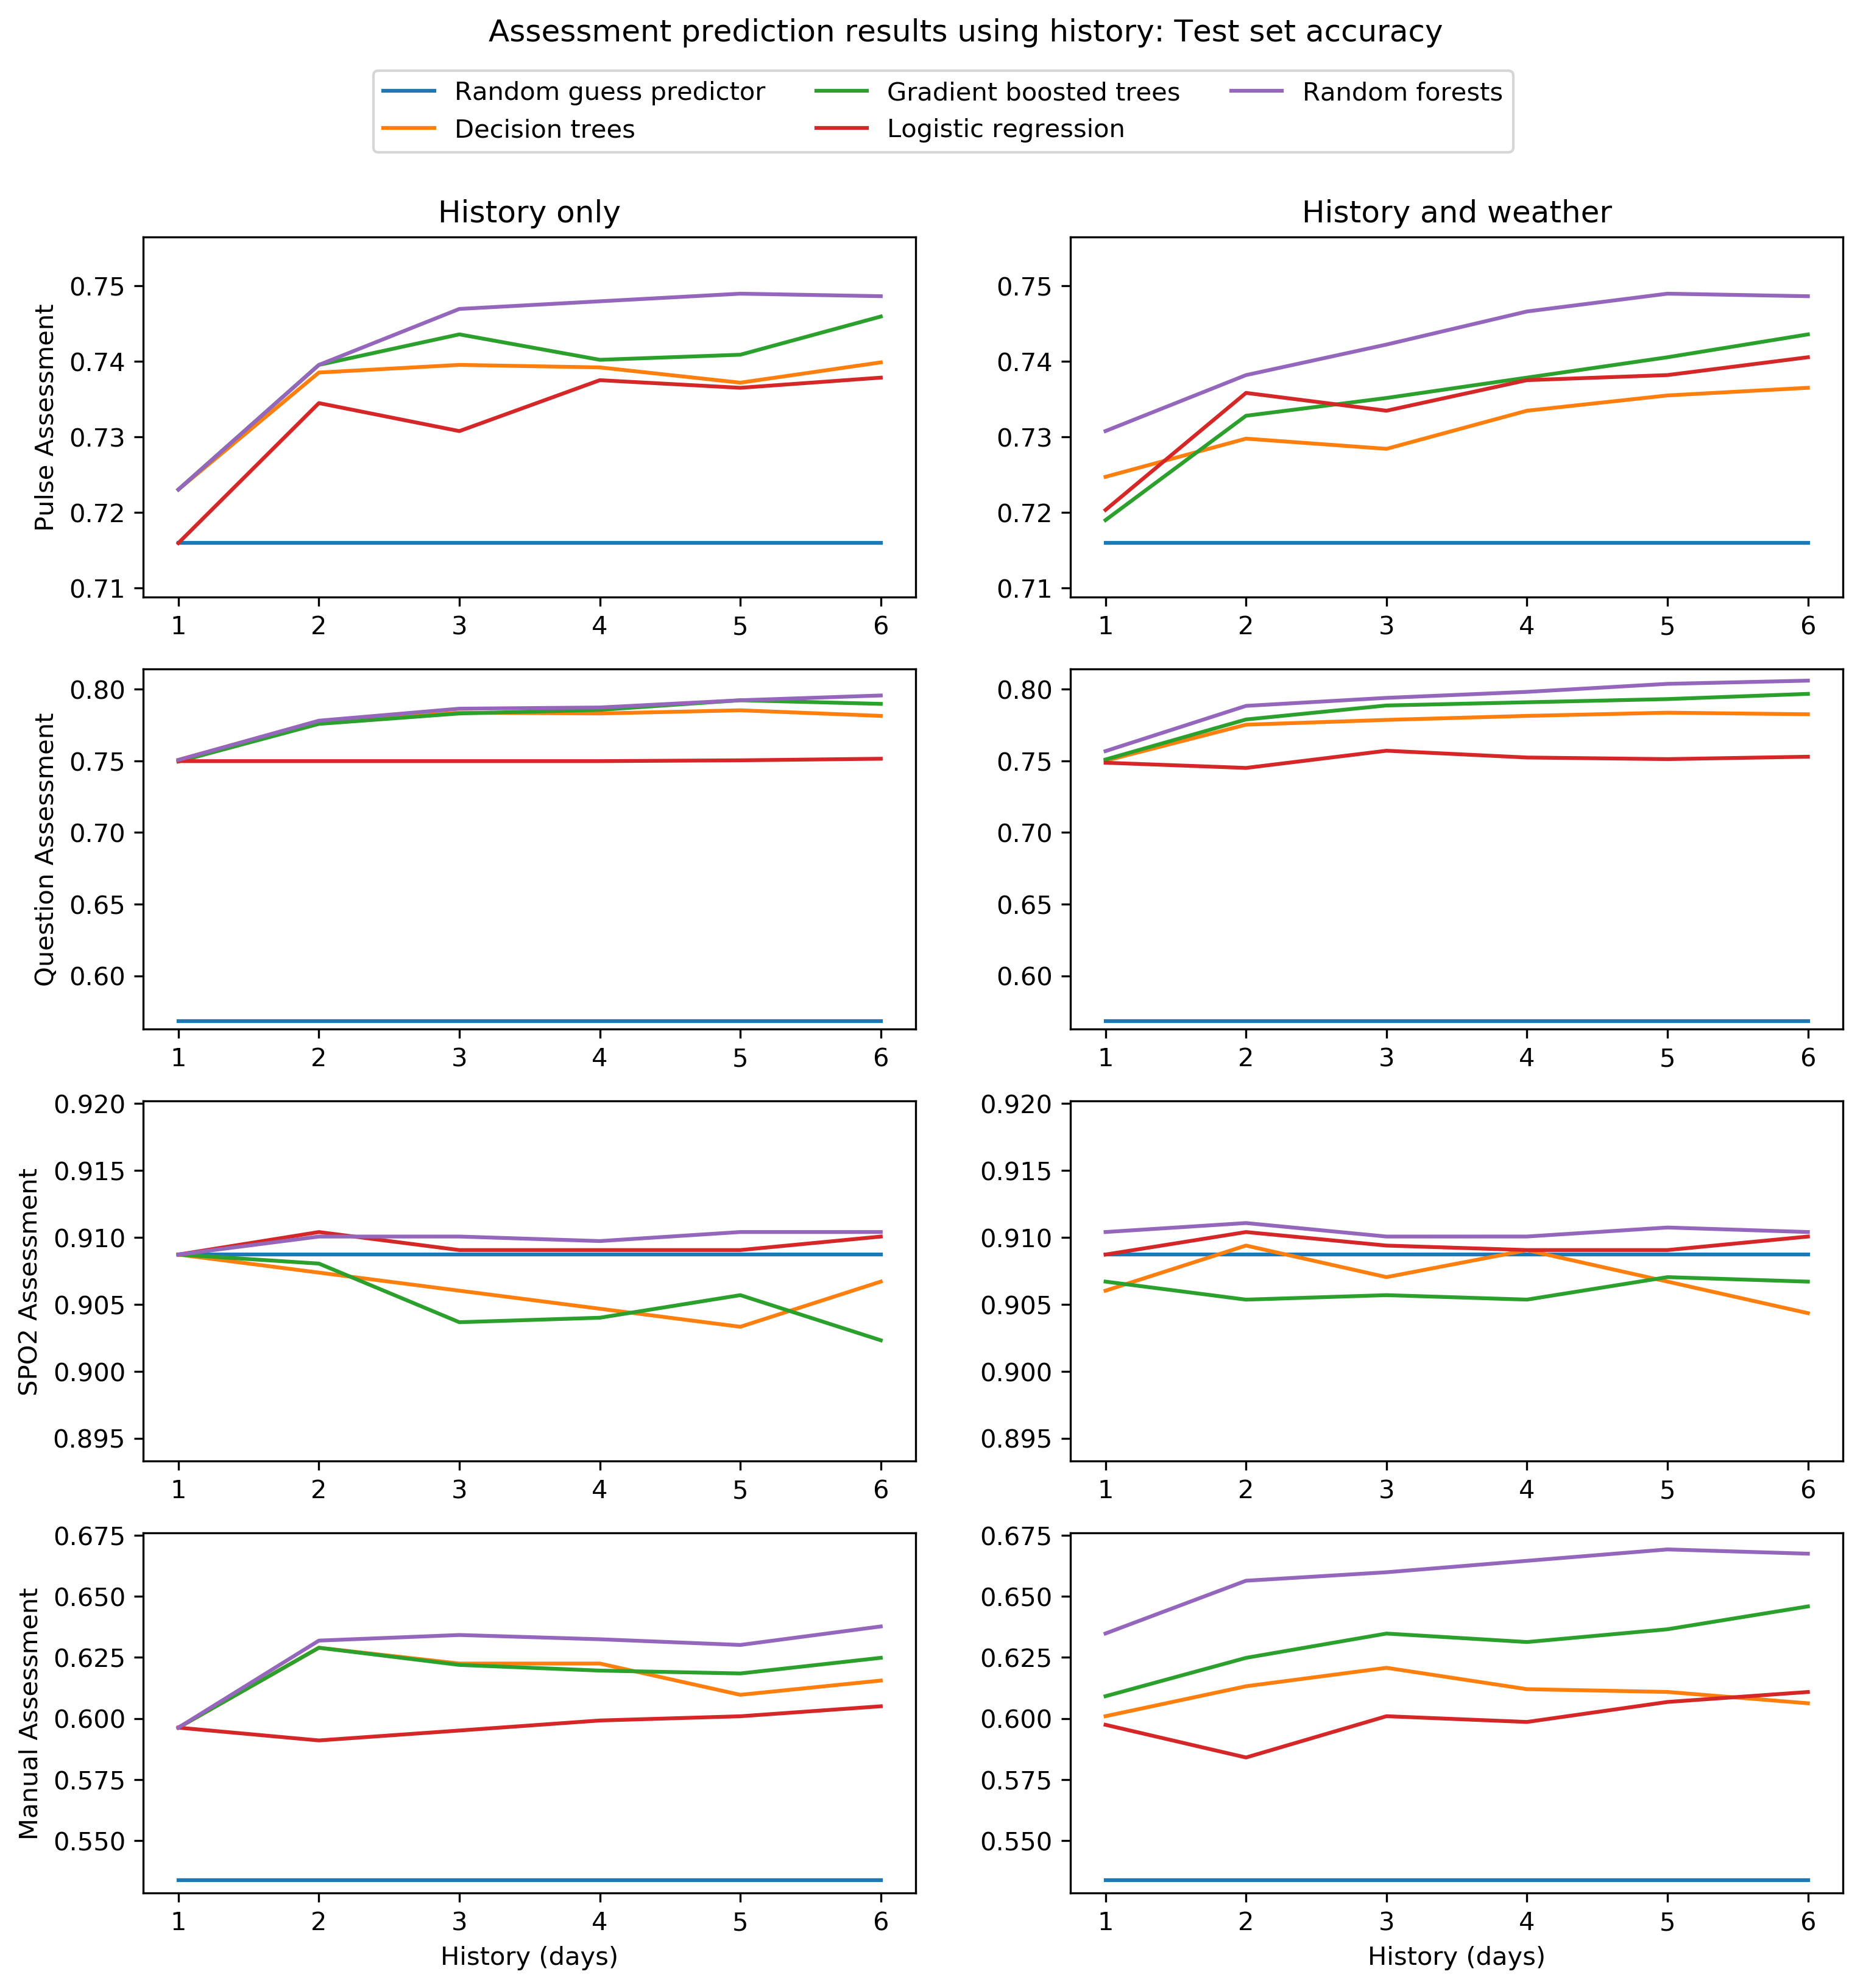 Assessment prediction results using history: Test set accuracy
Random guess predictor
Decision trees
Gradient boosted trees
Logistic regression
Random forests
History only
History and weather
Pulse Assessment
0.75
0.74
0.73
0.72
0.71
1 2 3 4 5 6
0.75
0.74
0.73
0.72
0.71
1 2 3 4 5 6
Question Assessment
0.80
0.75
0.70
0.65
0.60
1 2 3 4 5 6
0.80
0.75
0.70
0.65
0.60
1 2 3 4 5 6
SPO2 Assessment
0.920
0.915
0.910
0.905
0.900
0.895
1 2 3 4 5 6
0.920
0.915
0.910
0.905
0.900
0.895
1 2 3 4 5 6
Manual Assessment
0.675
0.650
0.625
0.600
0.575
0.550
1 2 3 4 5 6
History (days)
0.675
0.650
0.625
0.600
0.575
0.550
1 2 3 4 5 6
History (days)